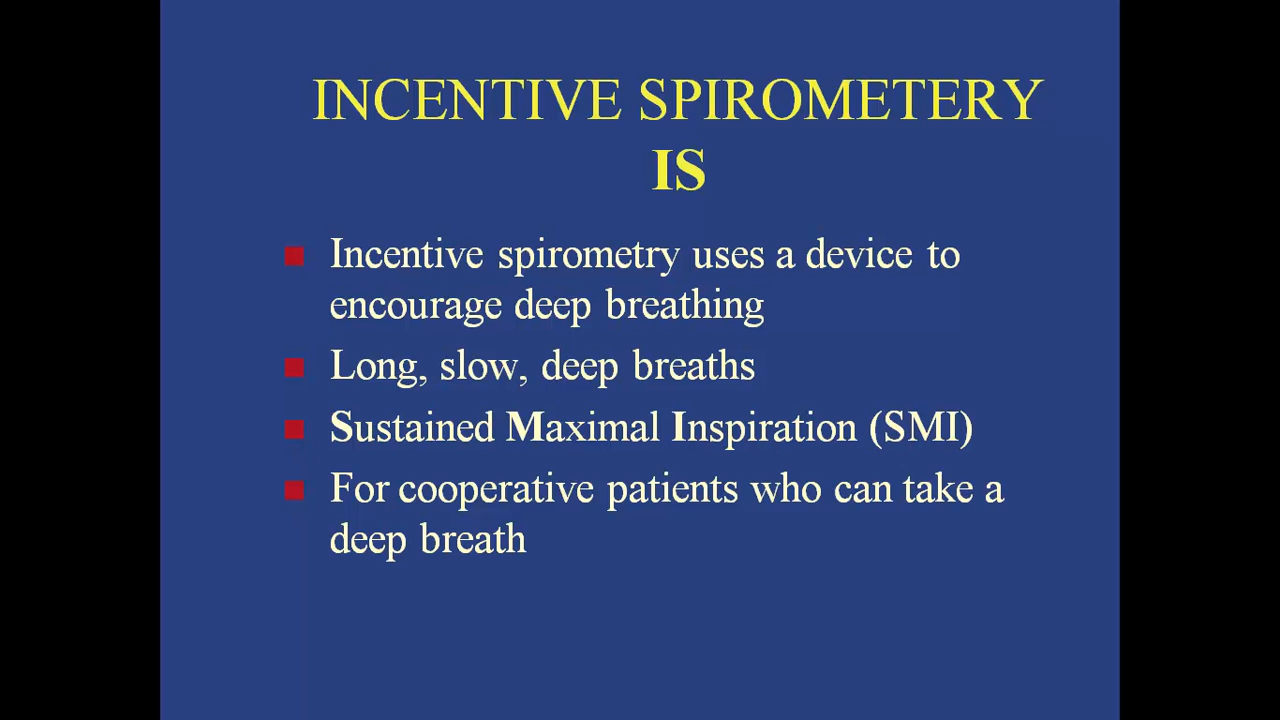 INCENTIVE SPIROMETERY
IS
Incentive spirometry uses a device to
encourage deep breathing
Long, slow, deep breaths
Sustained Maximal Inspiration (SMI)
For cooperative patients who can take a
deep breath